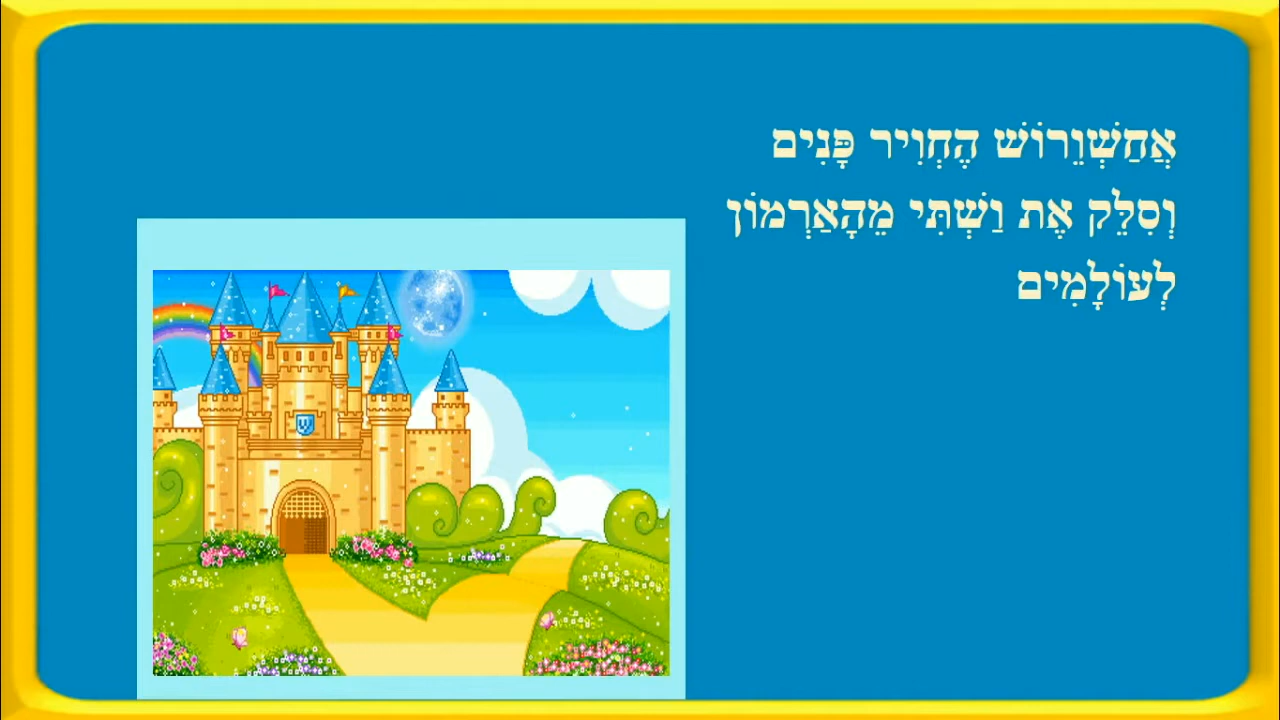 אֲחַשְׁוֵרוֹשׁ הֶחְוִיר פָּנִים
וְסִלֵּק אֶת וַשְׁתִּי מֵהָאַרְמוֹן
לְעוֹלָמִים